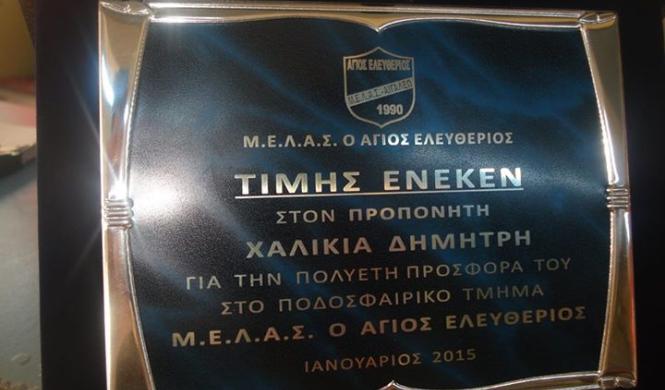 ΑΓΙΟΣ ΕΛΕΥΘΕΡΙΟΣ
Μ.Ε.Λ.Α.Σ - ΑΙΓΑΛΕΩ
1990
Μ.Ε.Λ.Α.Σ. Ο ΑΓΙΟΣ ΕΛΕΥΘΕΡΙΟΣ
ΤΙΜΗΣ ΕΝΕΚΕΝ
ΣΤΟΝ ΠΡΟΠΟΝΗΤΗ
ΧΑΛΙΚΙΑ ΔΗΜΗΤΡΗ
ΓΙΑ ΤΗΝ ΠΟΛΥΕΤΗ ΠΡΟΣΦΟΡΑ ΤΟΥ
ΣΤΟ ΠΟΔΟΣΦΑΙΡΙΚΟ ΤΜΗΜΑ
Μ.Ε.Λ.Α.Σ. Ο ΑΓΙΟΣ ΕΛΕΥΘΕΡΙΟΣ
ΙΑΝΟΥΑΡΙΟΣ 2015